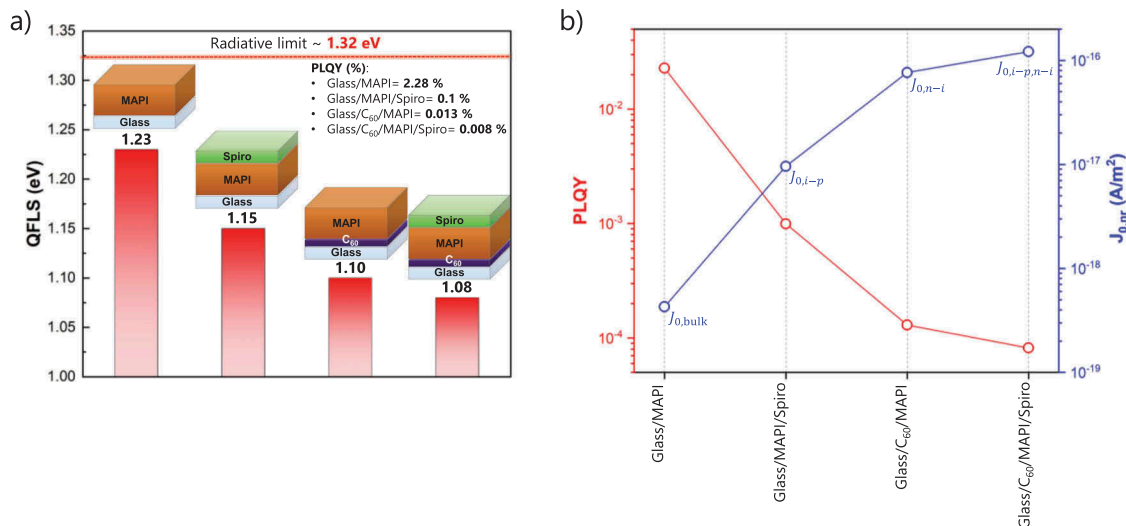 a)
QFLS (eV)
1.35
1.30
1.25
1.20
1.15
1.10
1.05
1.00
Radiative limit ~ 1.32 eV
PLQY (%):
• Glass/MAPI= 2.28 %
• Glass/MAPI/Spiro= 0.1 %
• Glass/C₆₀/MAPI= 0.013 %
• Glass/C₆₀/MAPI/Spiro= 0.008 %
MAPI
Glass
1.23
Spiro
MAPI
Glass
1.15
MAPI
C₆₀
Glass
1.10
Spiro
MAPI
C₆₀
Glass
1.08
b)
PLQY
10⁻²
10⁻³
10⁻⁴
J₀,bulk
J₀,i−p
J₀,n−i
J₀,i−p,n−i
10⁻¹⁶
10⁻¹⁷
10⁻¹⁸
10⁻¹⁹
J₀,nr (A/m²)
Glass/MAPI
Glass/MAPI/Spiro
Glass/C₆₀/MAPI
Glass/C₆₀/MAPI/Spiro